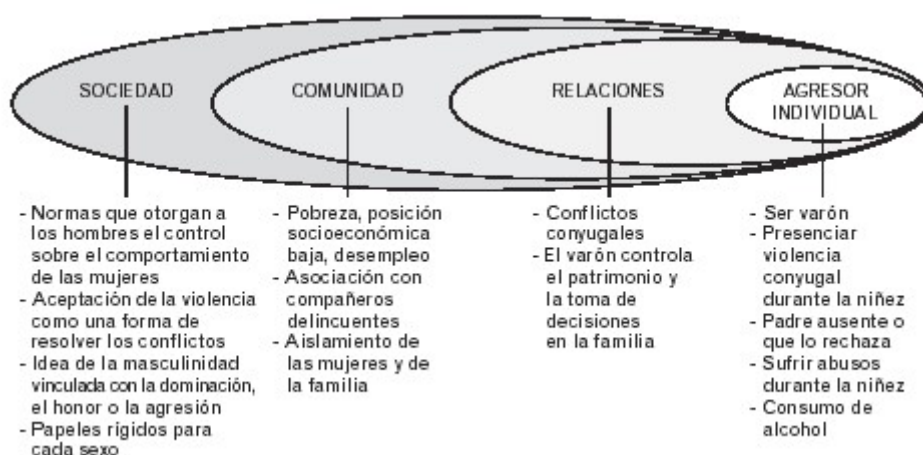 SOCIEDAD
COMUNIDAD
RELACIONES
AGRESOR
INDIVIDUAL
- Normas que otorgan a
los hombres el control
sobre el comportamiento
de las mujeres
- Aceptación de la violencia
como una forma de
resolver los conflictos
- Idea de la masculinidad
vinculada con la dominación,
el honor o la agresión
- Papeles rígidos para
cada sexo
- Pobreza, posición
socioeconómica
baja, desempleo
- Asociación con
compañeros
delincuentes
- Aislamiento de
las mujeres y de
la familia
- Conflictos
conyugales
- El varón controla
el patrimonio y
la toma de
decisiones
en la familia
- Ser varón
- Presenciar
violencia
conyugal
durante la niñez
- Padre ausente o
que lo rechaza
- Sufrir abusos
durante la niñez
- Consumo de
alcohol